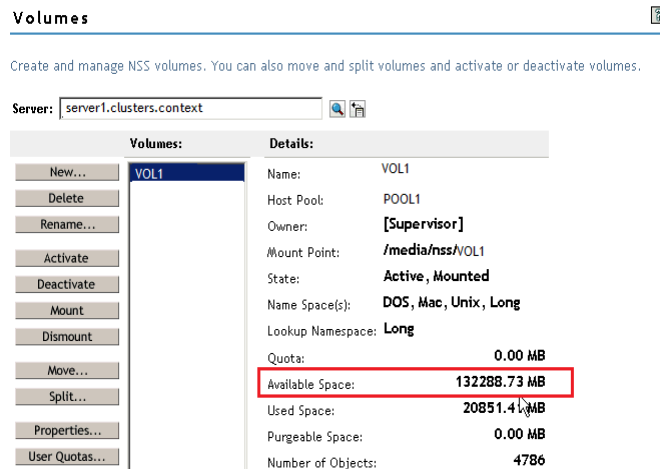 Volumes
Create and manage NSS volumes. You can also move and split volumes and activate or deactivate volumes.
Server: server1.clusters.context
Volumes: Details:
New... VOL1 Name: VOL1
Delete Host Pool: POOL1
Rename... Owner: [Supervisor]
Mount Point: /media/nss/VOL1
Activate State: Active, Mounted
Deactivate Name Space(s): DOS, Mac, Unix, Long
Mount Lookup Namespace: Long
Dismount Quota: 0.00 MB
Move... Available Space: 132288.73 MB
Split... Used Space: 20851.41 MB
Properties... Purgeable Space: 0.00 MB
User Quotas... Number of Objects: 4786